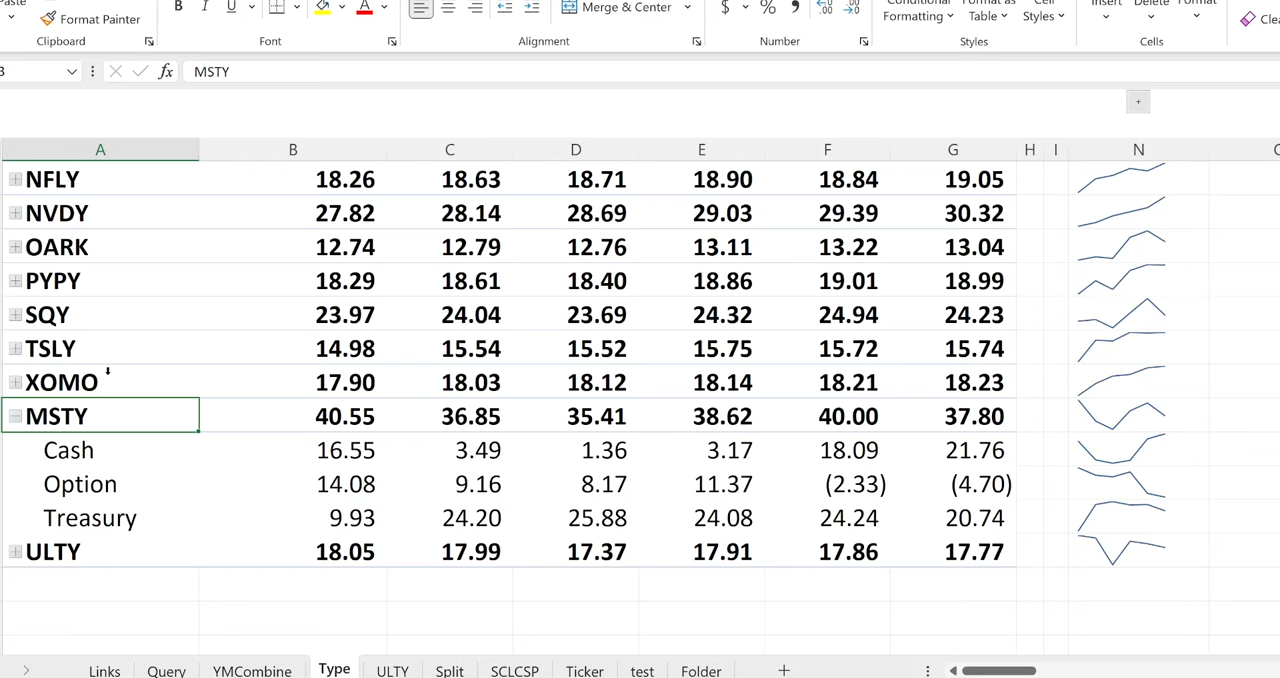 Format Painter
B I U A
Merge & Center
$ % ,
Formatting
Table
Styles
Clipboard
Font
Alignment
Number
Styles
Cells
fx MSTY
+
A B C D E F G H I N
NFLY 18.26 18.63 18.71 18.90 18.84 19.05
NVDY 27.82 28.14 28.69 29.03 29.39 30.32
OARK 12.74 12.79 12.76 13.11 13.22 13.04
PYPY 18.29 18.61 18.40 18.86 19.01 18.99
SQY 23.97 24.04 23.69 24.32 24.94 24.23
TSLY 14.98 15.54 15.52 15.75 15.72 15.74
XOMO 17.90 18.03 18.12 18.14 18.21 18.23
MSTY 40.55 36.85 35.41 38.62 40.00 37.80
Cash 16.55 3.49 1.36 3.17 18.09 21.76
Option 14.08 9.16 8.17 11.37 (2.33) (4.70)
Treasury 9.93 24.20 25.88 24.08 24.24 20.74
ULTY 18.05 17.99 17.37 17.91 17.86 17.77
Links Query YMCombine Type ULTY Split SCLCSP Ticker test Folder +